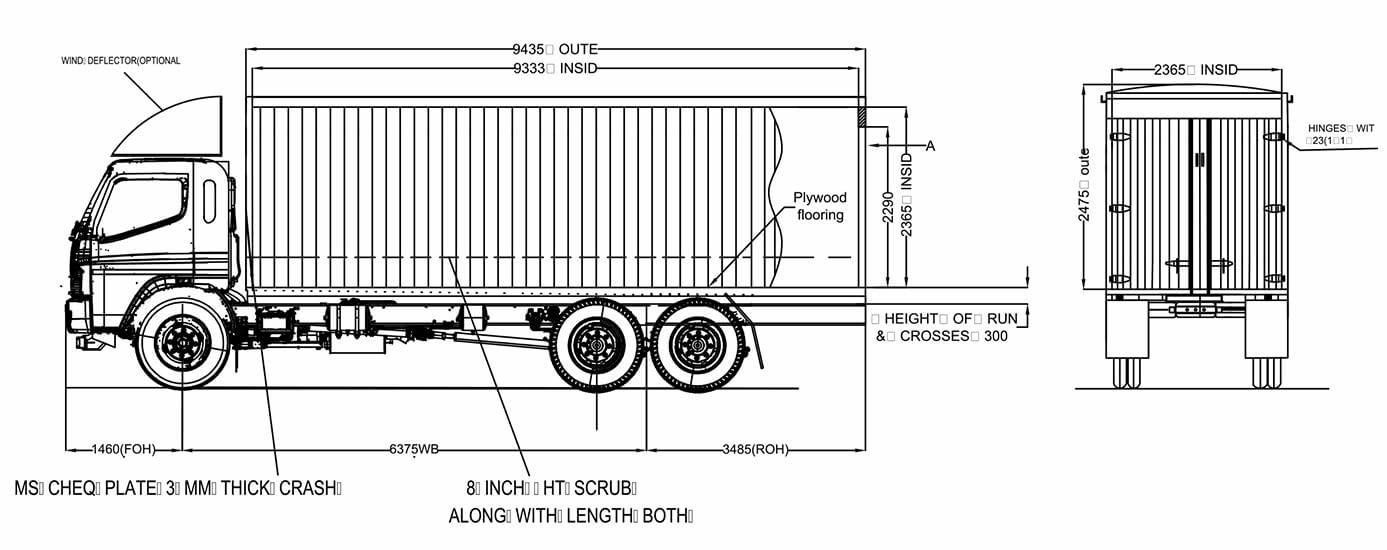 9435□ OUTE
WIND□ DEFLECTOR(OPTIONAL
9333□ INSID
2365□ INSID
HINGES□ WIT
□23(1□1□
A
2290
2365□ INSID
2475□ oute
Plywood
flooring
□ HEIGHT□ OF□ RUN
&□ CROSSES□ 300
1460(FOH)
6375WB
3485(ROH)
MS□ CHEQ□ PLATE□ 3□ MM□ THICK□ CRASH□
8□ INCH□□HT□ SCRUB□
ALONG□ WITH□ LENGTH□ BOTH□